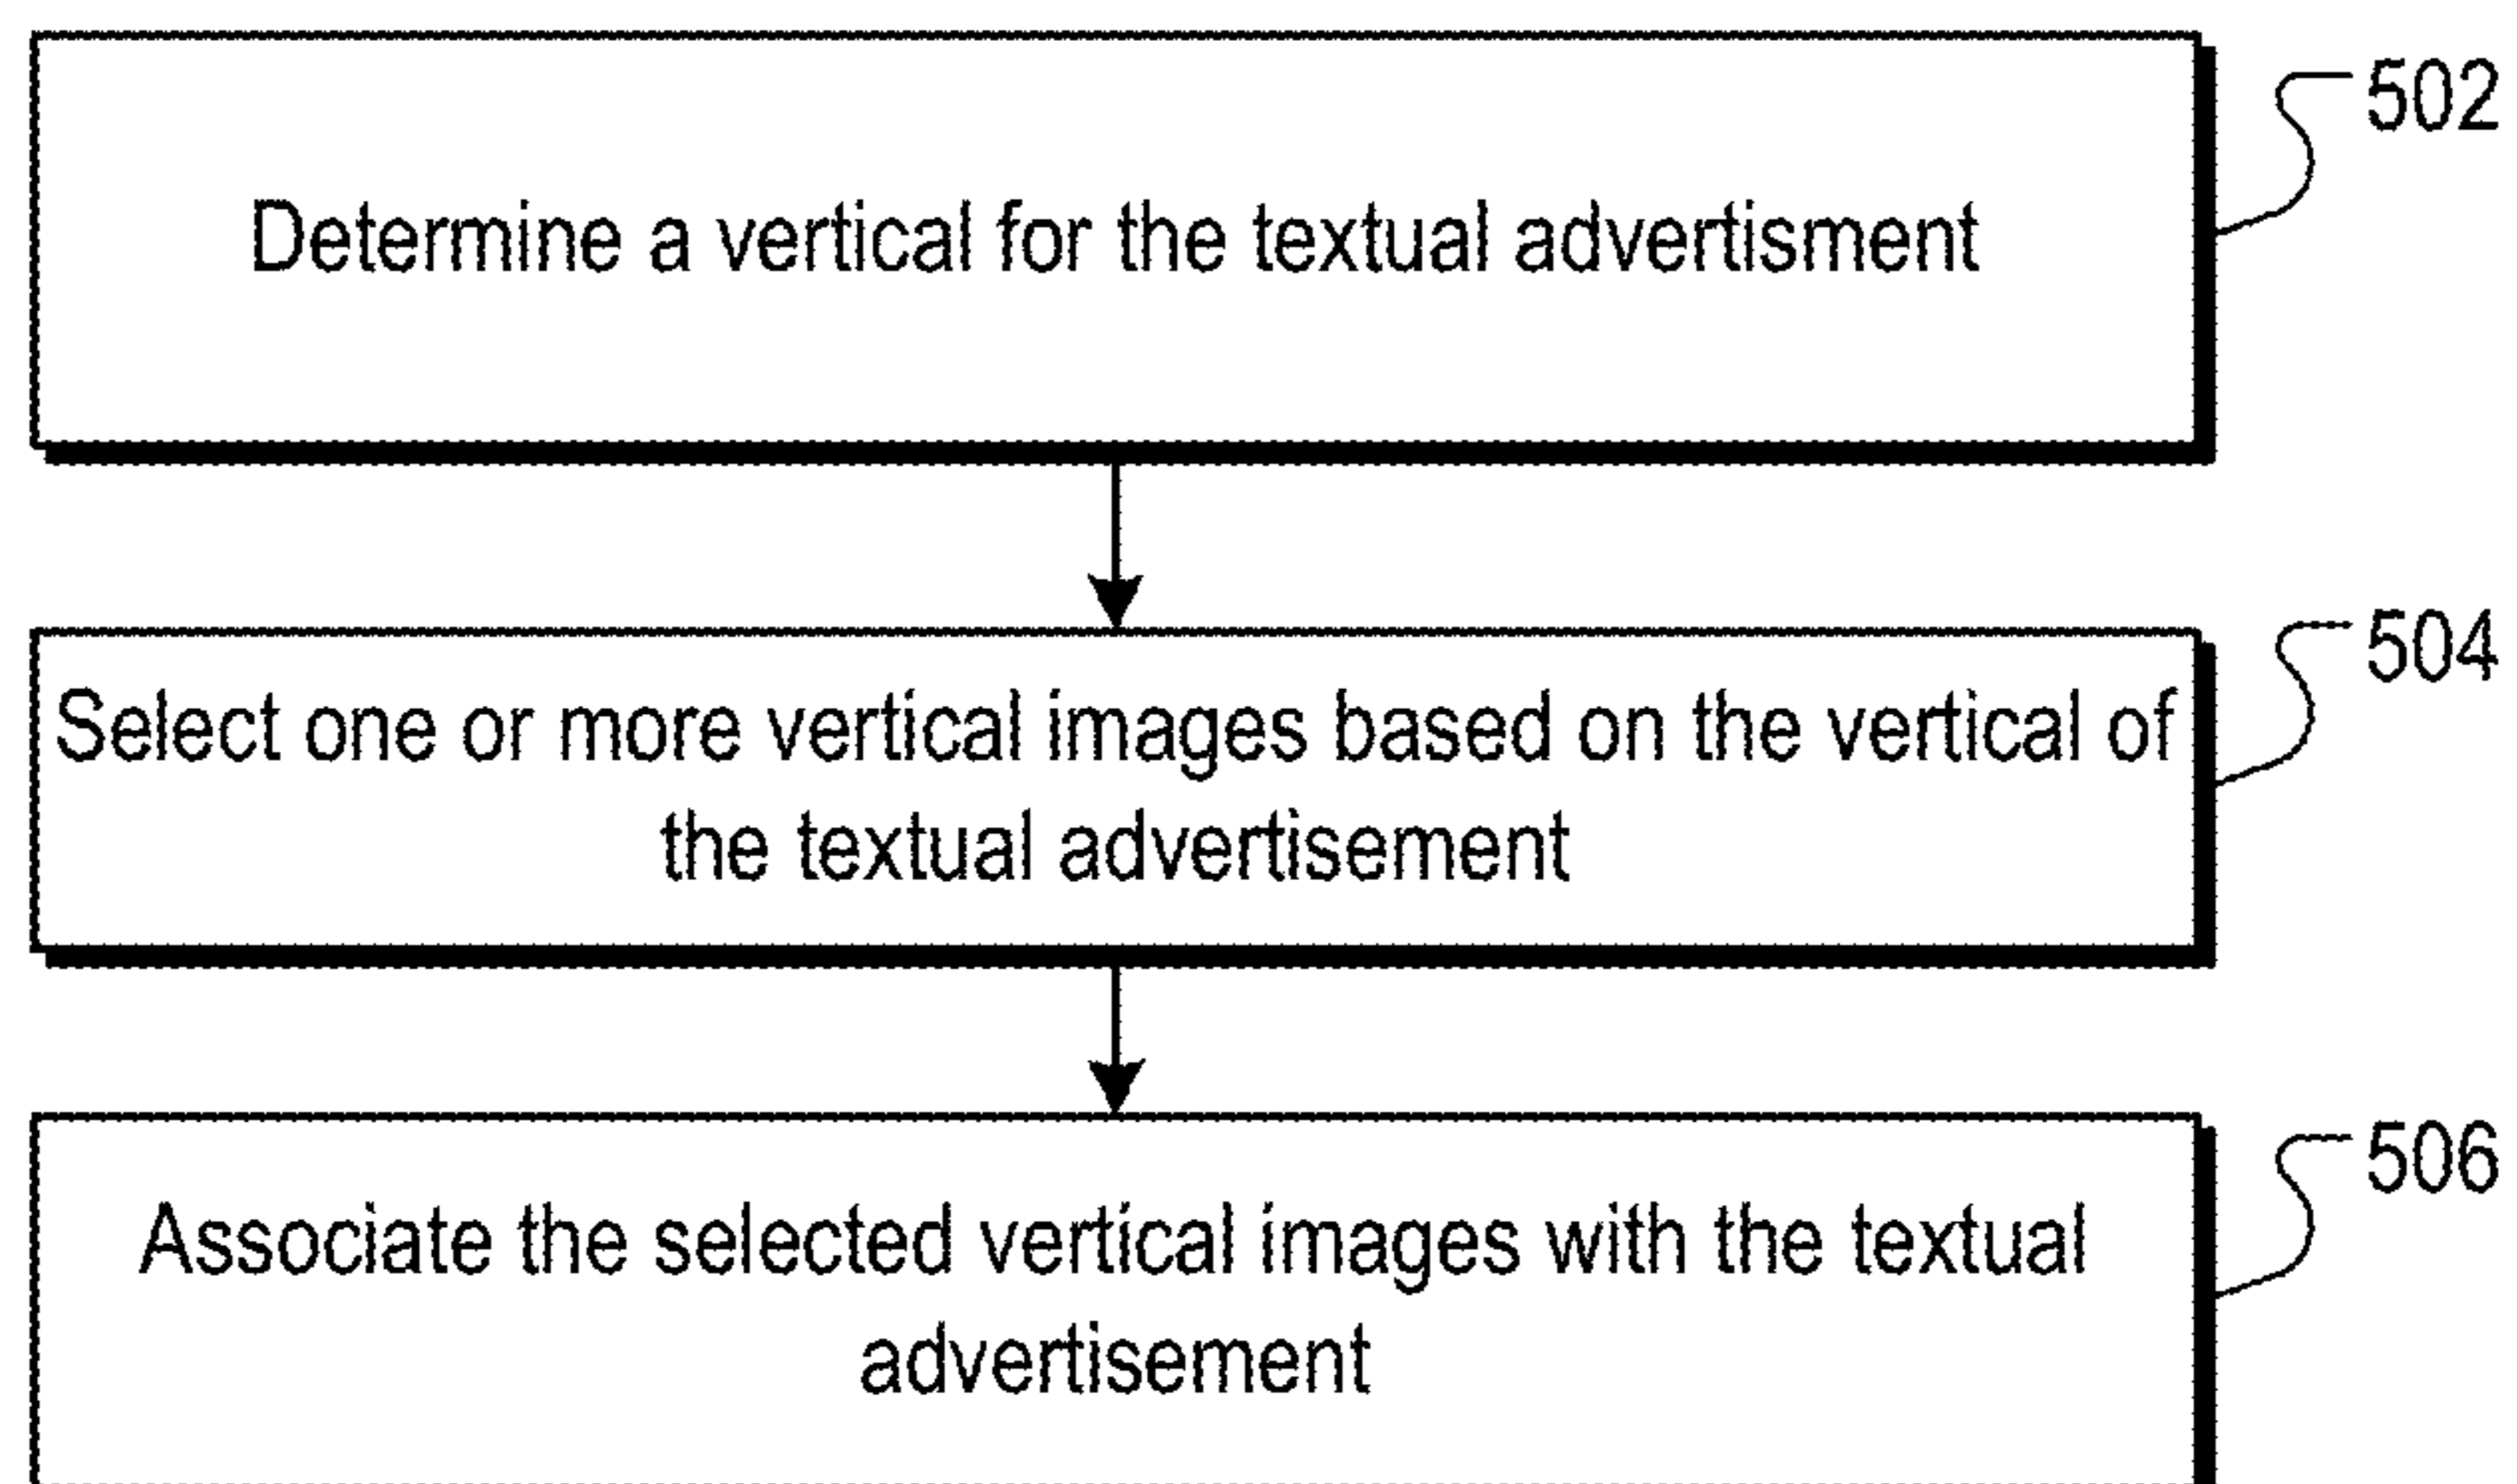 502
Determine a vertical for the textual advertisment
504
Select one or more vertical images based on the vertical of
the textual advertisement
506
Associate the selected vertical images with the textual
advertisement